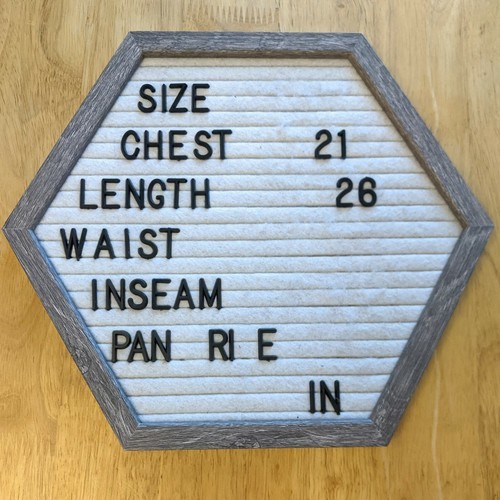 SIZE
CHEST 21
LENGTH 26
WAIST
INSEAM
PAN RI E
IN